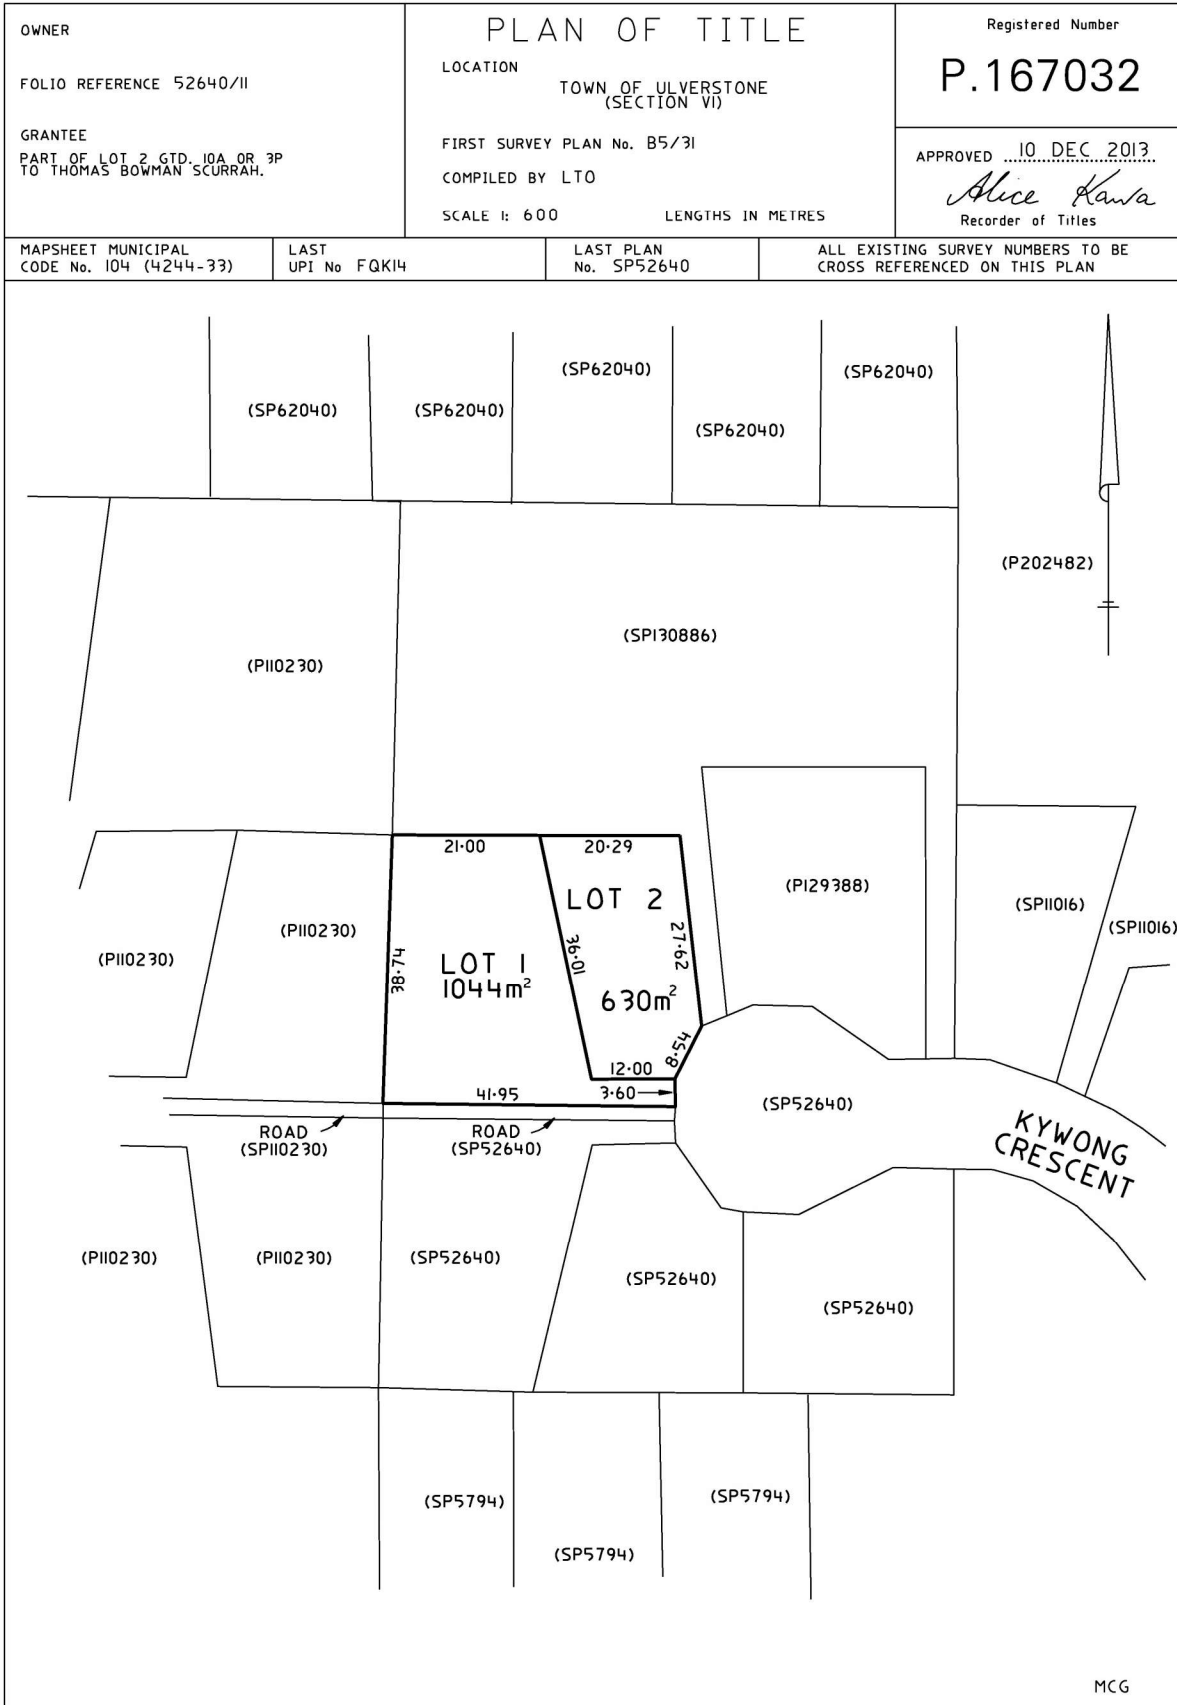 OWNER
FOLIO REFERENCE 52640/11
GRANTEE
PART OF LOT 2 GTD. 10A OR 3P
TO THOMAS BOWMAN SCURRAH.
PLAN OF TITLE
LOCATION
TOWN OF ULVERSTONE
(SECTION VI)
FIRST SURVEY PLAN No. B5/31
COMPILED BY LTO
SCALE 1: 600 LENGTHS IN METRES
Registered Number
P.167032
APPROVED 10 DEC 2013
Alice Kawa
Recorder of Titles
MAPSHEET MUNICIPAL
CODE No. 104 (4244-33)
LAST
UPI No FQK14
LAST PLAN
No. SP52640
ALL EXISTING SURVEY NUMBERS TO BE
CROSS REFERENCED ON THIS PLAN
(SP62040)
(SP62040)
(SP62040)
(SP62040)
(SP62040)
(P202482)
(P110230)
(SP130886)
21·00
20·29
(P129388)
(SP11016)
(SP11016)
(P110230)
(P110230)
38·74
LOT 1
1044m²
36·01
LOT 2
630m²
27·62
8·54
12·00
3·60
41·95
(SP52640)
KYWONG
CRESCENT
ROAD
(SP110230)
ROAD
(SP52640)
(P110230)
(P110230)
(SP52640)
(SP52640)
(SP52640)
(SP5794)
(SP5794)
(SP5794)
MCG